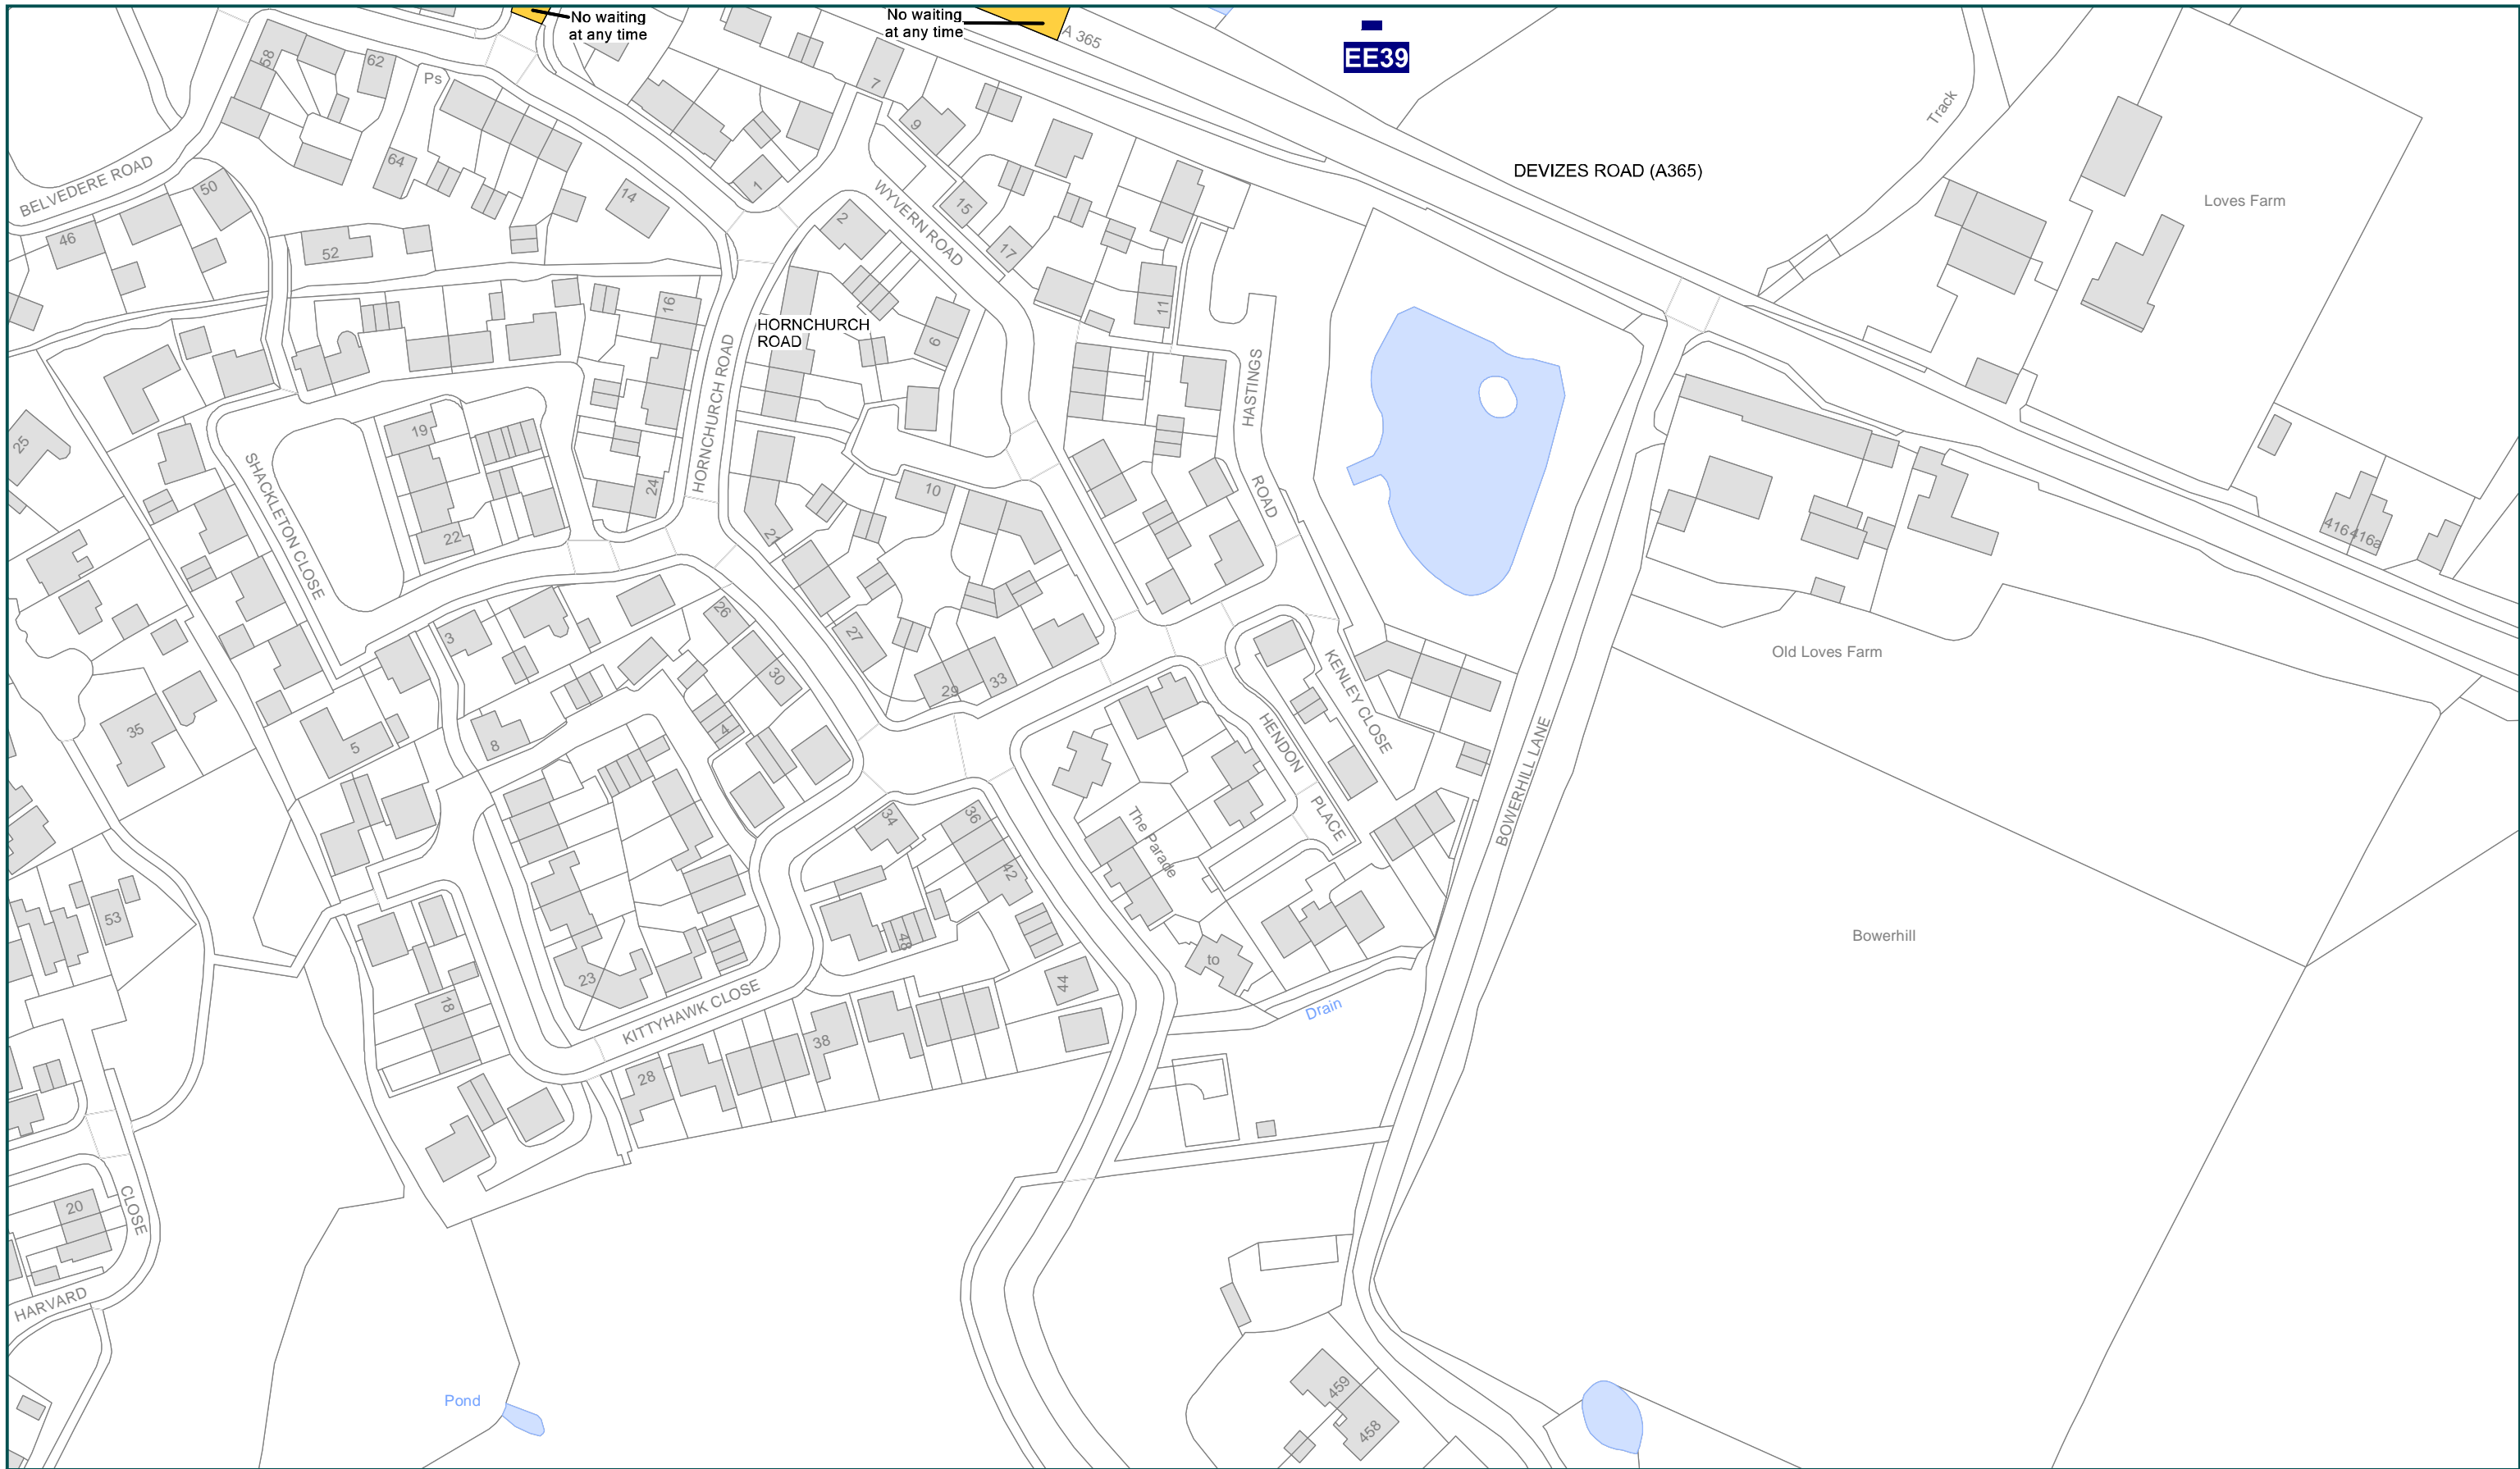 No waiting
at any time
No waiting
at any time
A 365
EE39
58
62
Ps
7
9
64
50
BELVEDERE ROAD
46
52
14
1
2
WYVERN ROAD
15
17
11
DEVIZES ROAD (A365)
Track
Loves Farm
16
HORNCHURCH
ROAD
6
HORNCHURCH ROAD
HASTINGS
ROAD
25
19
SHACKLETON CLOSE
22
24
21
10
416
416a
26
3
27
30
29
33
KENLEY CLOSE
HENDON
PLACE
Old Loves Farm
35
5
8
4
BOWERHILL LANE
The Parade
34
36
42
53
48
Bowerhill
23
18
to
44
Drain
KITTYHAWK CLOSE
38
28
20
CLOSE
HARVARD
Pond
459
458